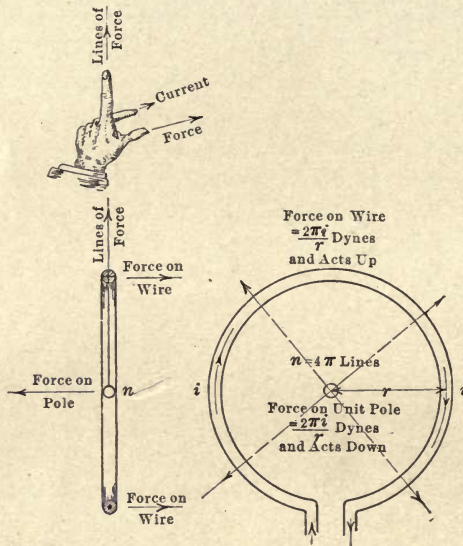 Lines of
Force
Current
Force
Lines of
Force
Force on
Wire
Force on
Pole
n
Force on
Wire
Force on Wire
=2πi/r Dynes
and Acts Up
n=4π Lines
i
r
i
Force on Unit Pole
=2πi/r Dynes
and Acts Down